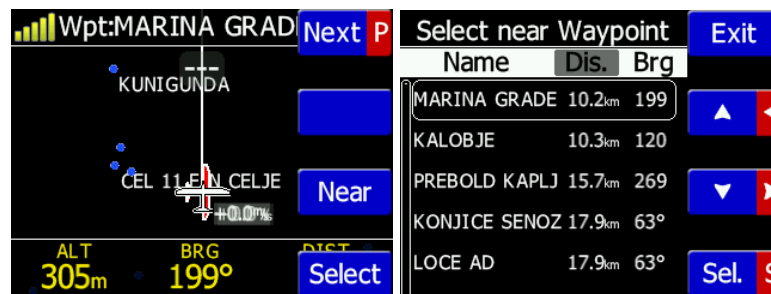 Wpt:MARINA GRAD
Next P
---
KUNIGUNDA
CEL 11 FAN CELJE
Near
+0.0m/s
ALT BRG DIST
305m 199°
Select
Select near Waypoint
Exit
Name Dis. Brg
MARINA GRADE 10.2km 199
KALOBJE 10.3km 120
PREBOLD KAPLJ 15.7km 269
KONJICE SENOZ 17.9km 63°
LOCE AD 17.9km 63°
Sel. S